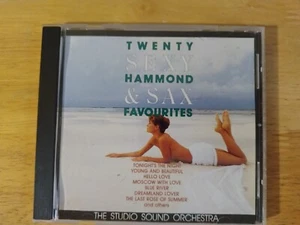 TWENTY
SEXY
HAMMOND
& SAX
FAVOURITES
TONIGHTS THE NIGHT
YOUNG AND BEAUTIFUL
HELLO LOVE
MOSCOW WITH LOVE
BLUE RIVER
DREAMLAND LOVER
THE LAST ROSE OF SUMMER
and others
THE STUDIO SOUND ORCHESTRA